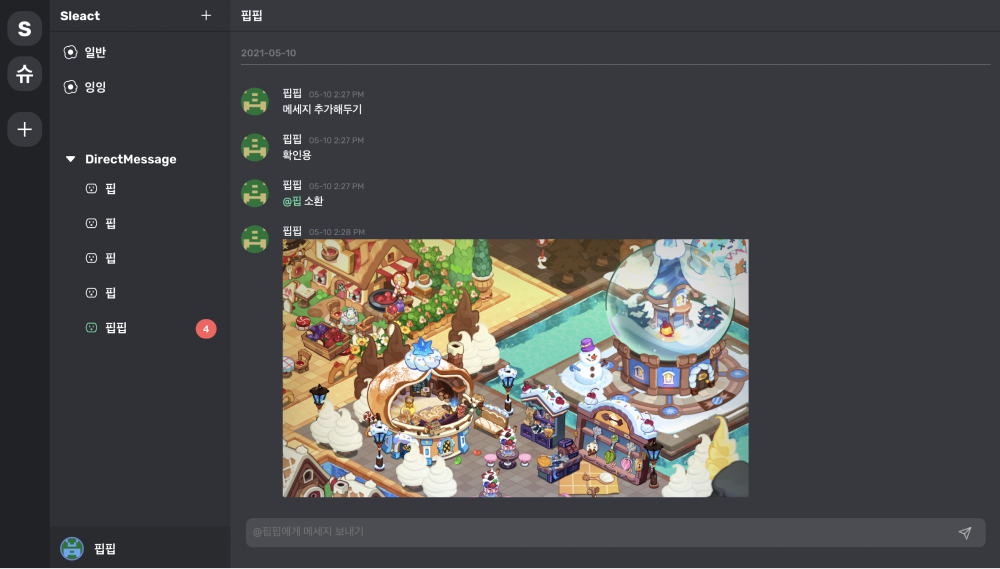 S
슈
+
Sleact +
일반
잉잉
DirectMessage
핍
핍
핍
핍
핍핍 4
핍핍
핍핍
2021-05-10
핍핍 05-10 2:27 PM
메세지 추가해두기
핍핍 05-10 2:27 PM
확인용
핍핍 05-10 2:27 PM
@핍 소환
핍핍 05-10 2:28 PM
@핍핍에게 메세지 보내기